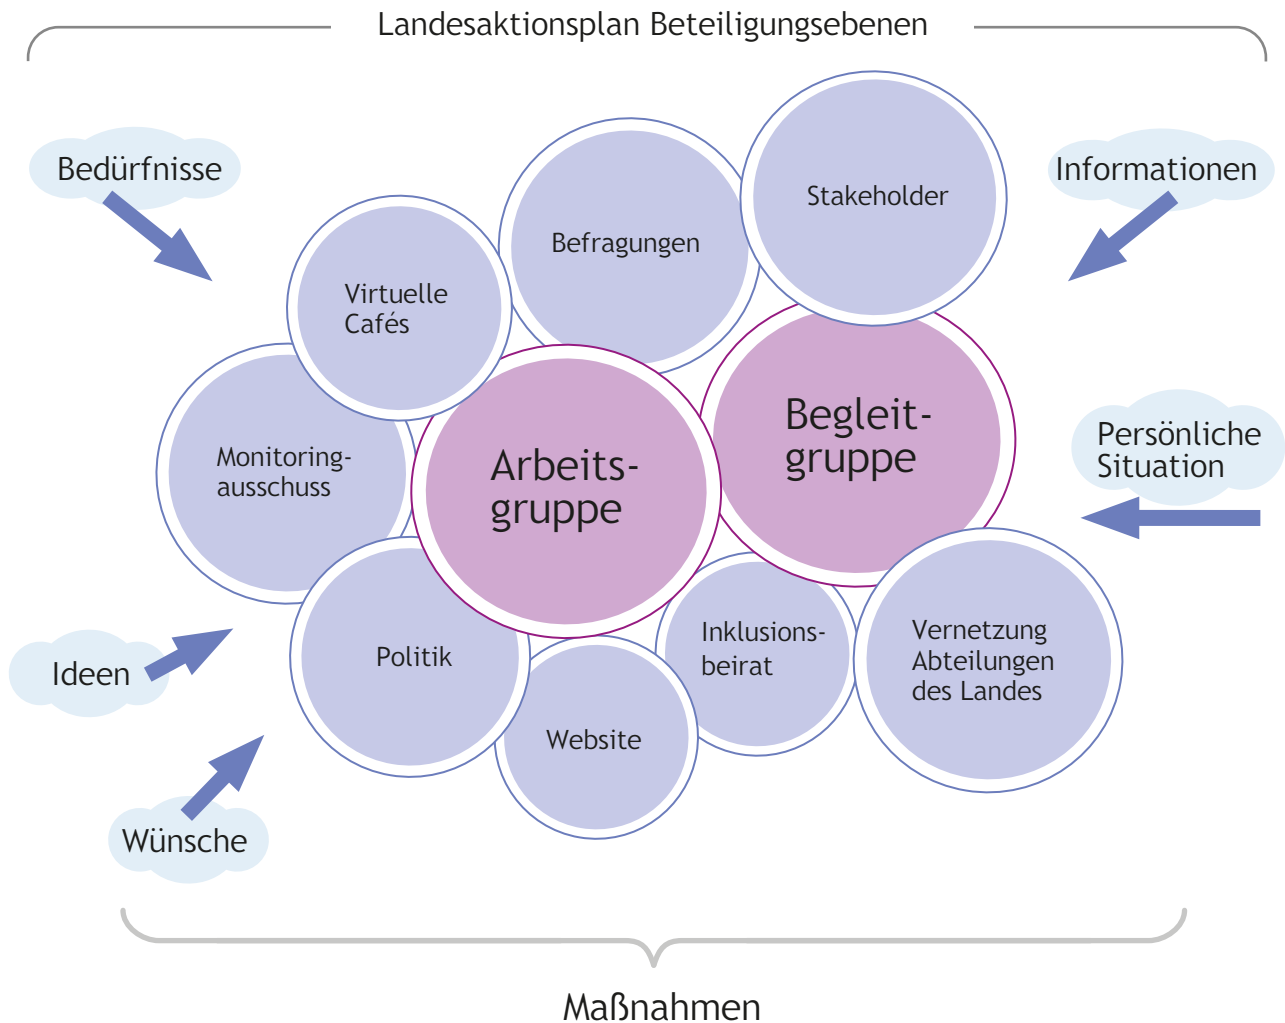 Landesaktionsplan Beteiligungsebenen
Bedürfnisse
Informationen
Stakeholder
Befragungen
Virtuelle
Cafés
Begleit-
gruppe
Persönliche
Situation
Monitoring-
ausschuss
Arbeits-
gruppe
Ideen
Politik
Inklusions-
beirat
Vernetzung
Abteilungen
des Landes
Website
Wünsche
Maßnahmen